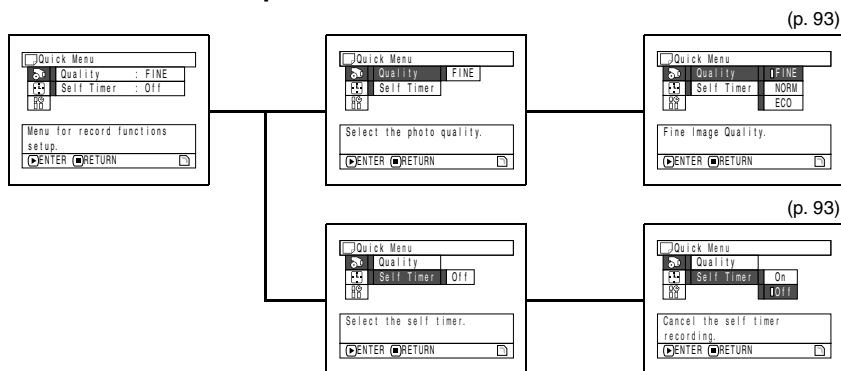 (p. 93)
Quick Menu
Quality : FINE
Self Timer : Off
Menu for record functions
setup.
ENTER RETURN
Quick Menu
Quality FINE
Self Timer
Select the photo quality.
ENTER RETURN
Quick Menu
Quality FINE
Self Timer NORM
ECO
Fine Image Quality.
ENTER RETURN
(p. 93)
Quick Menu
Quality
Self Timer Off
Select the self timer.
ENTER RETURN
Quick Menu
Quality
Self Timer On
Off
Cancel the self timer
recording.
ENTER RETURN